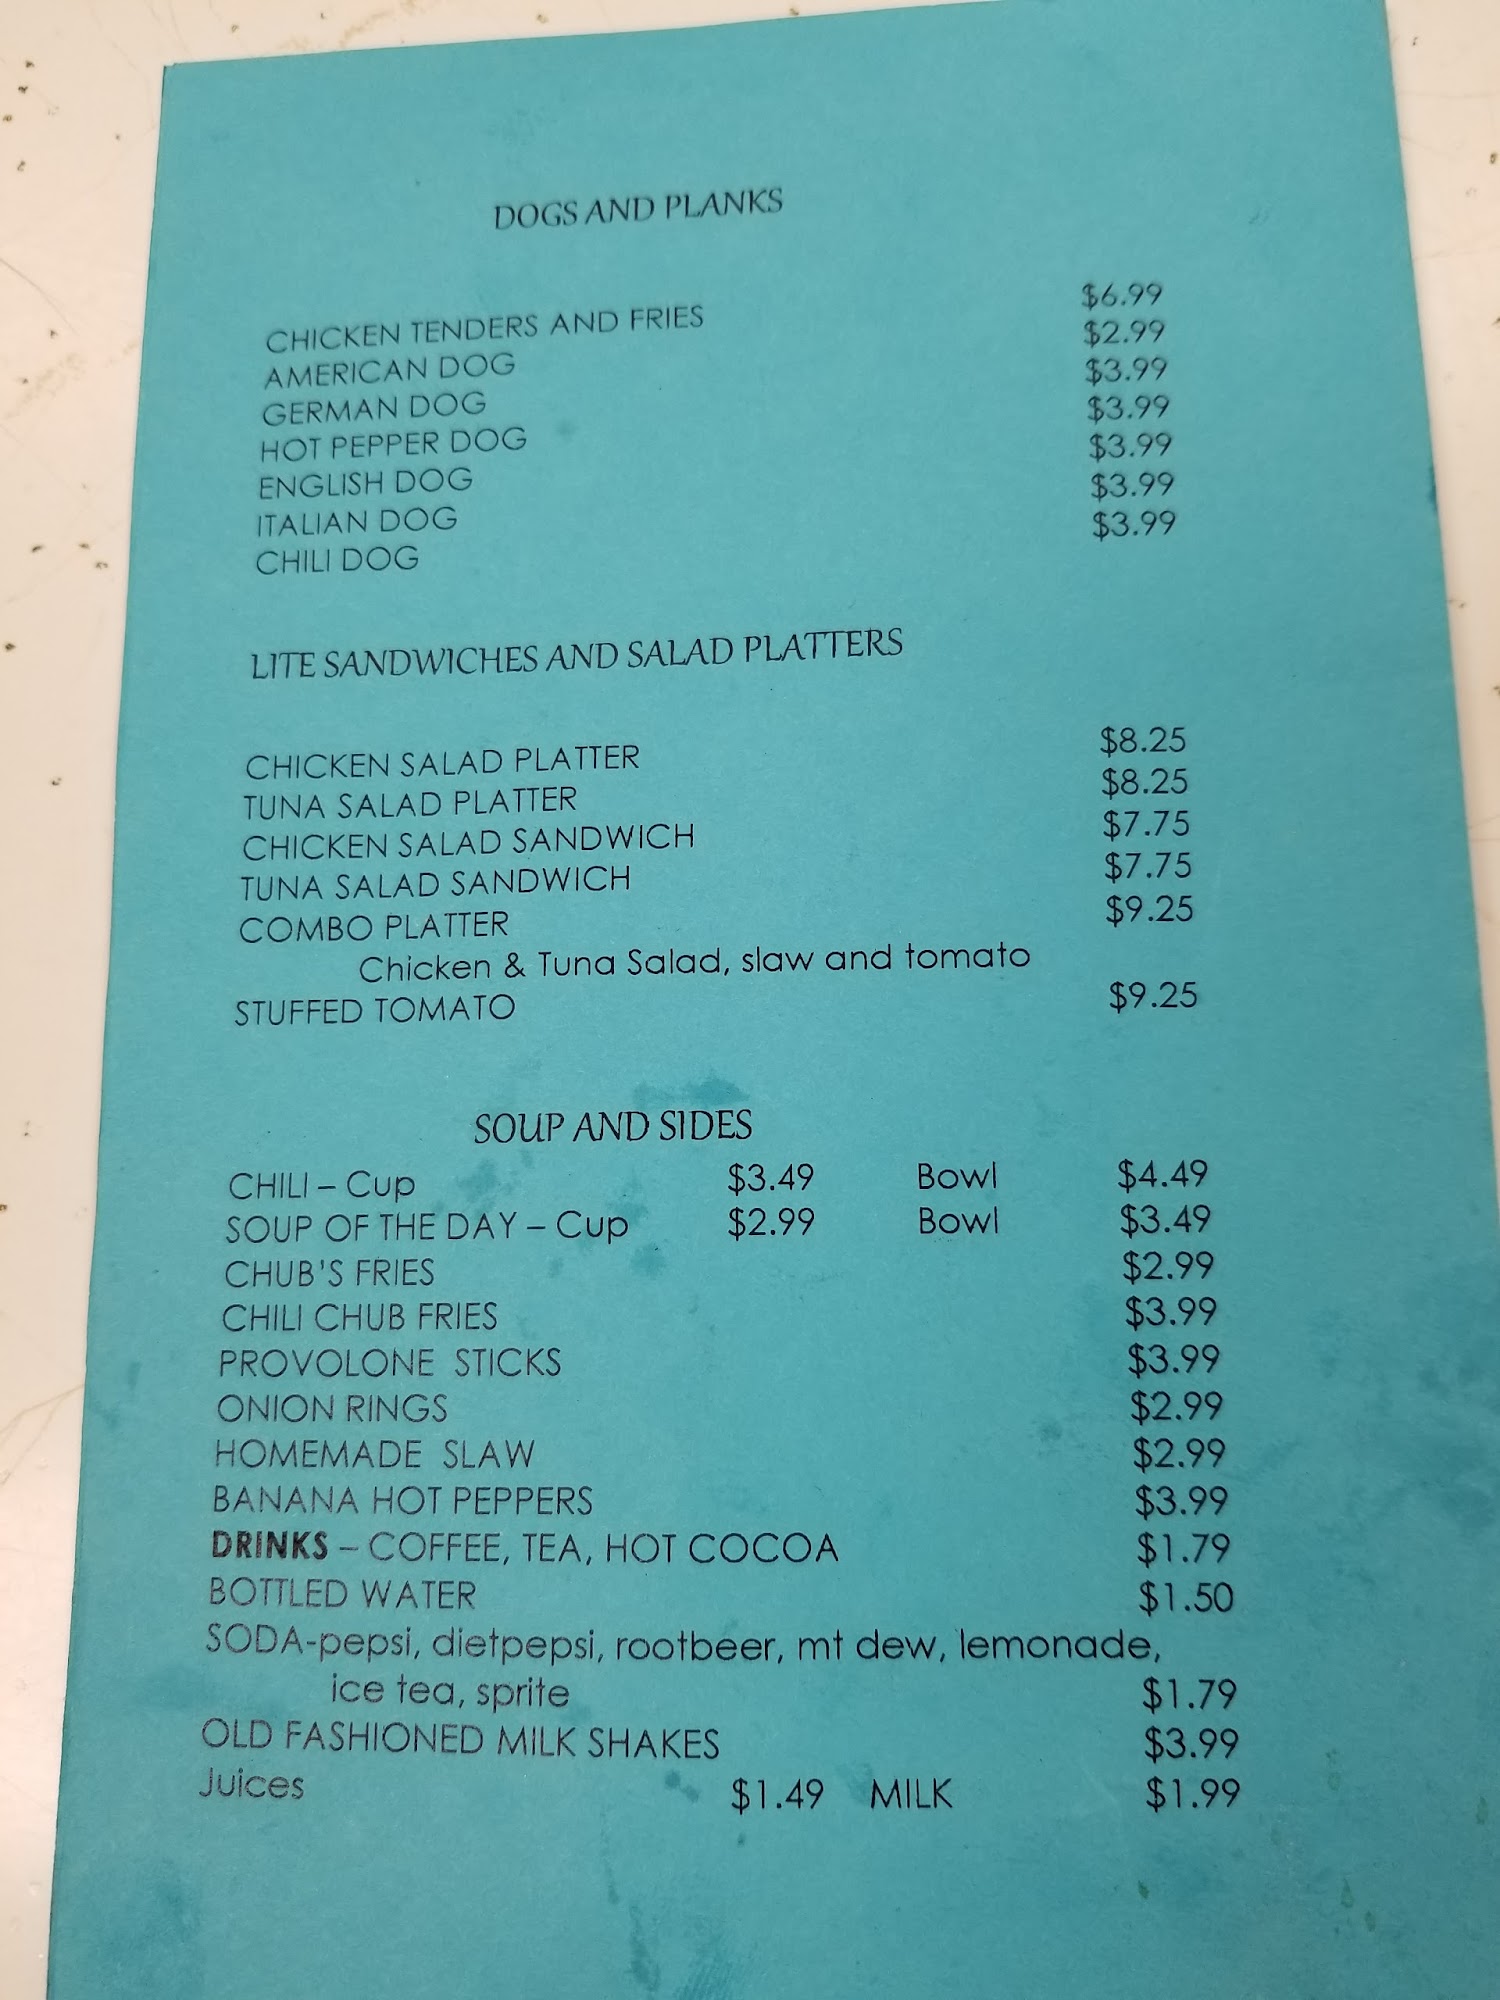 DOGS AND PLANKS
CHICKEN TENDERS AND FRIES $6.99
AMERICAN DOG $2.99
GERMAN DOG $3.99
HOT PEPPER DOG $3.99
ENGLISH DOG $3.99
ITALIAN DOG $3.99
CHILI DOG $3.99
LITE SANDWICHES AND SALAD PLATTERS
CHICKEN SALAD PLATTER $8.25
TUNA SALAD PLATTER $8.25
CHICKEN SALAD SANDWICH $7.75
TUNA SALAD SANDWICH $7.75
COMBO PLATTER $9.25
Chicken & Tuna Salad, slaw and tomato
STUFFED TOMATO $9.25
SOUP AND SIDES
CHILI – Cup $3.49 Bowl $4.49
SOUP OF THE DAY – Cup $2.99 Bowl $3.49
CHUB'S FRIES $2.99
CHILI CHUB FRIES $3.99
PROVOLONE STICKS $3.99
ONION RINGS $2.99
HOMEMADE SLAW $2.99
BANANA HOT PEPPERS $3.99
DRINKS – COFFEE, TEA, HOT COCOA $1.79
BOTTLED WATER $1.50
SODA-pepsi, dietpepsi, rootbeer, mt dew, lemonade,
ice tea, sprite $1.79
OLD FASHIONED MILK SHAKES $3.99
Juices $1.49 MILK $1.99